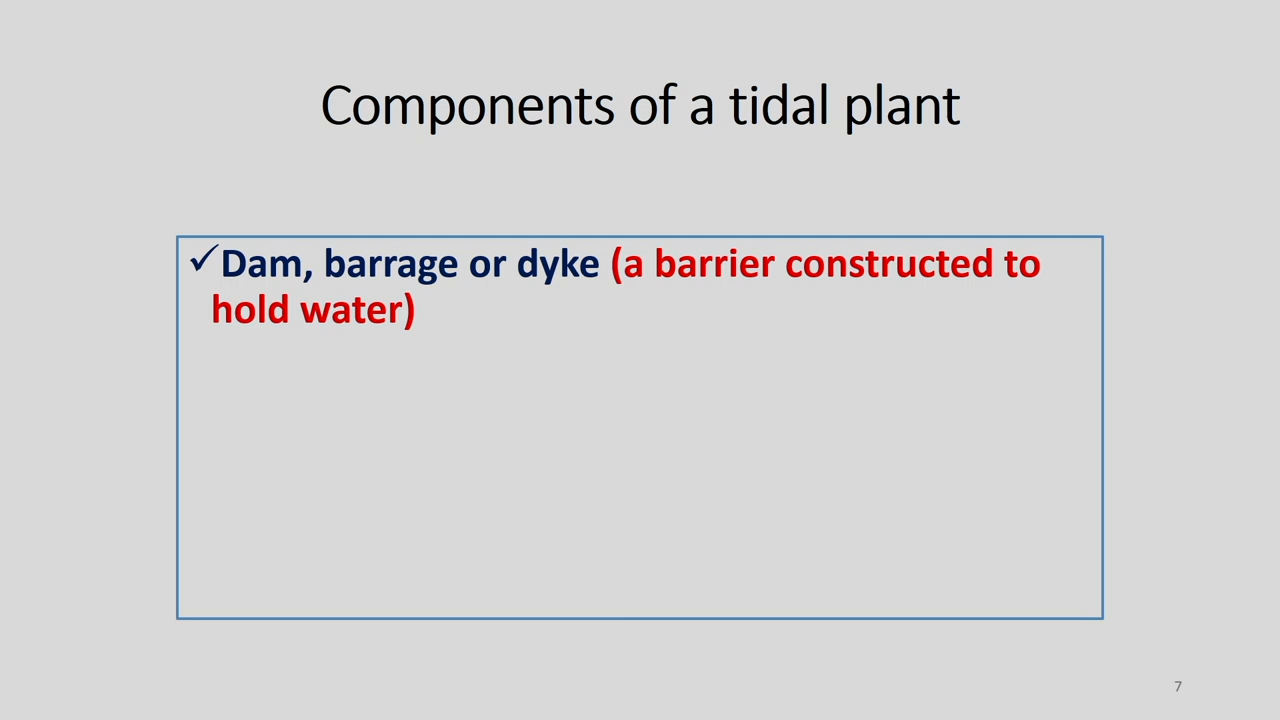 Components of a tidal plant
✓Dam, barrage or dyke (a barrier constructed to
hold water)
7